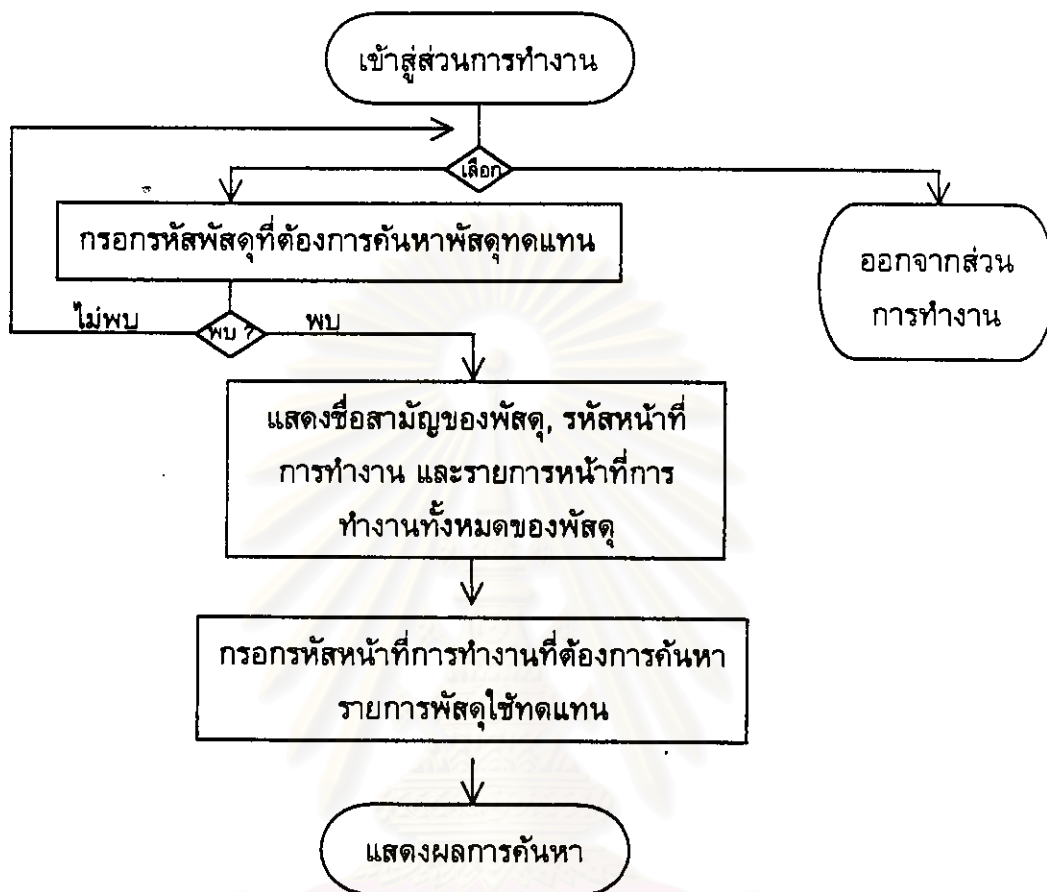 เข้าสู่ส่วนการทำงาน
เลือก
กรอกรหัสพัสดุที่ต้องการค้นหาพัสดุทดแทน
ออกจากส่วน
การทำงาน
ไม่พบ
พบ ?
พบ
แสดงชื่อสามัญของพัสดุ, รหัสหน้าที่
การทำงาน และรายการหน้าที่การ
ทำงานทั้งหมดของพัสดุ
กรอกรหัสหน้าที่การทำงานที่ต้องการค้นหา
รายการพัสดุใช้ทดแทน
แสดงผลการค้นหา